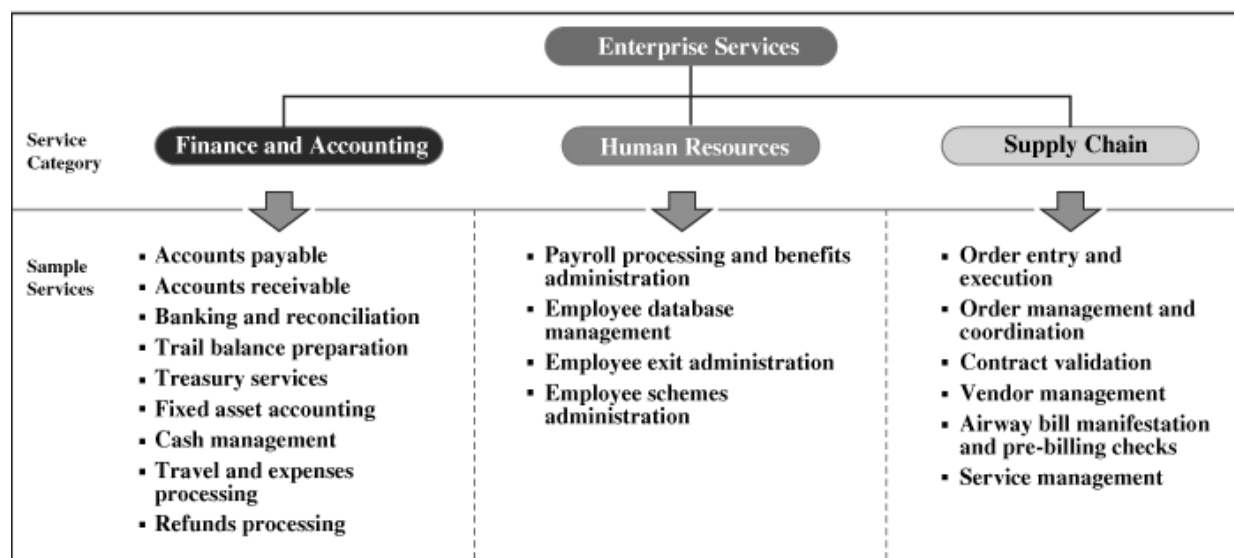 Enterprise Services
Service
Category
Finance and Accounting
Human Resources
Supply Chain
Sample
Services
▪ Accounts payable
▪ Accounts receivable
▪ Banking and reconciliation
▪ Trail balance preparation
▪ Treasury services
▪ Fixed asset accounting
▪ Cash management
▪ Travel and expenses
processing
▪ Refunds processing
▪ Payroll processing and benefits
administration
▪ Employee database
management
▪ Employee exit administration
▪ Employee schemes
administration
▪ Order entry and
execution
▪ Order management and
coordination
▪ Contract validation
▪ Vendor management
▪ Airway bill manifestation
and pre-billing checks
▪ Service management